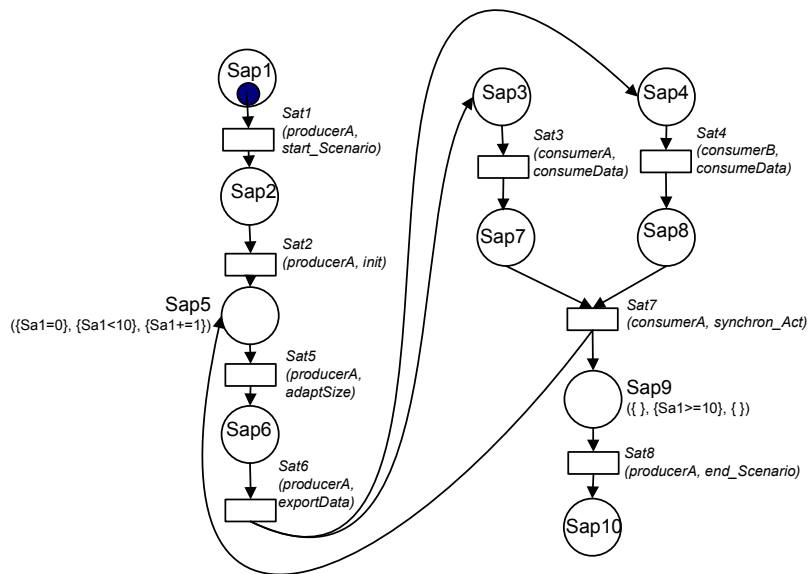 Sap1
Sat1
(producerA,
start_Scenario)
Sap2
Sat2
(producerA, init)
Sap5
({Sa1=0}, {Sa1<10}, {Sa1+=1})
Sat5
(producerA,
adaptSize)
Sap6
Sat6
(producerA,
exportData)
Sap3
Sat3
(consumerA,
consumeData)
Sap7
Sap4
Sat4
(consumerB,
consumeData)
Sap8
Sat7
(consumerA, synchron_Act)
Sap9
({ }, {Sa1>=10}, { })
Sat8
(producerA, end_Scenario)
Sap10